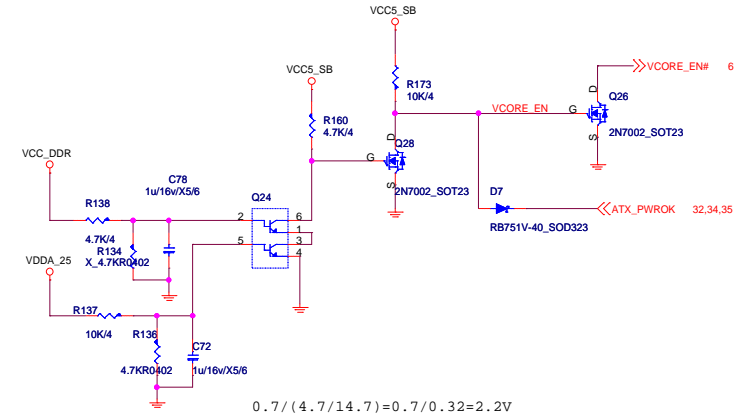 VCC5_SB
VCC5_SB
R173
10K/4
D
VCORE_EN# 6
Q26
VCORE_EN
G
2N7002_SOT23
S
R160
4.7K/4
D
Q28
G
S
2N7002_SOT23
VCC_DDR
C78
1u/16v/X5/6
Q24
D7
ATX_PWROK 32,34,35
RB751V-40_SOD323
R138
2
6
1
4.7K/4
5
3
4
R134
X_4.7KR0402
VDDA_25
R137
10K/4
R136
C72
4.7KR0402
1u/16v/X5/6
0.7/(4.7/14.7)=0.7/0.32=2.2V